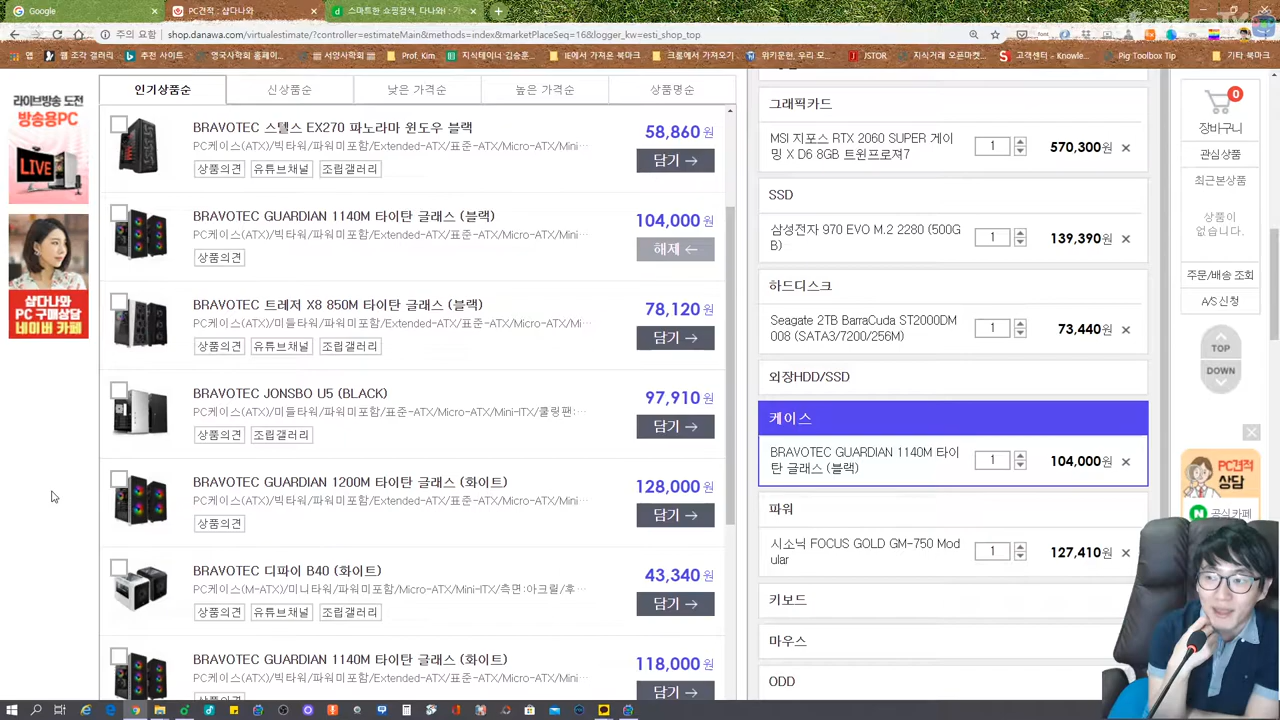 Google
PC견적 : 샵다나와
스마트한 쇼핑검색, 다나와! - 가
주의 요함
shop.danawa.com/virtualestimate/?controller=estimateMain&methods=index&marketPlaceSeq=16&logger_kw=esti_shop_top
앱
웹 조각 갤러리
추천 사이트
영국사학회 홈페이...
서양사학회
Prof. Kim
지식테이너 김승훈...
IE에서 가져온 북마크
크롬에서 가져오기
위키문헌, 우리 모...
JSTOR
지식거래 오픈마켓...
고객센터 - Knowle...
Pig Toolbox Tip
기타 북마크
인기상품순
신상품순
낮은 가격순
높은 가격순
상품명순
라이브방송 도전
방송용PC
LIVE
샵다나와
PC 구매상담
네이버 카페
BRAVOTEC 스텔스 EX270 파노라마 윈도우 블랙
PC케이스(ATX)/빅타워/파워미포함/Extended-ATX/표준-ATX/Micro-ATX/Mini…
상품의견
유튜브채널
조립갤러리
58,860 원
담기 →
BRAVOTEC GUARDIAN 1140M 타이탄 글래스 (블랙)
PC케이스(ATX)/빅타워/파워미포함/Extended-ATX/표준-ATX/Micro-ATX/Mini…
상품의견
104,000 원
해제 ←
BRAVOTEC 트레저 X8 850M 타이탄 글래스 (블랙)
PC케이스(ATX)/미들타워/파워미포함/Extended-ATX/표준-ATX/Micro-ATX/Mi…
상품의견
유튜브채널
조립갤러리
78,120 원
담기 →
BRAVOTEC JONSBO U5 (BLACK)
PC케이스(ATX)/미들타워/파워미포함/표준-ATX/Micro-ATX/Mini-ITX/쿨링팬:…
상품의견
조립갤러리
97,910 원
담기 →
BRAVOTEC GUARDIAN 1200M 타이탄 글래스 (화이트)
PC케이스(ATX)/빅타워/파워미포함/Extended-ATX/표준-ATX/Micro-ATX/Mini…
상품의견
128,000 원
담기 →
BRAVOTEC 디파이 B40 (화이트)
PC케이스(M-ATX)/미니타워/파워미포함/Micro-ATX/Mini-ITX/측면:아크릴/후…
상품의견
유튜브채널
조립갤러리
43,340 원
담기 →
BRAVOTEC GUARDIAN 1140M 타이탄 글래스 (화이트)
PC케이스(ATX)/빅타워/파워미포함/Extended-ATX/표준-ATX/Micro-ATX/Mini…
상품의견
118,000 원
담기 →
그래픽카드
MSI 지포스 RTX 2060 SUPER 게이
밍 X D6 8GB 트윈프로져7
1
570,300원
SSD
삼성전자 970 EVO M.2 2280 (500G
B)
1
139,390원
하드디스크
Seagate 2TB BarraCuda ST2000DM
008 (SATA3/7200/256M)
1
73,440원
외장HDD/SSD
케이스
BRAVOTEC GUARDIAN 1140M 타이
탄 글래스 (블랙)
1
104,000원
파워
시소닉 FOCUS GOLD GM-750 Mod
ular
1
127,410원
키보드
마우스
ODD
0
장바구니
관심상품
최근본상품
상품이
없습니다.
주문/배송 조회
A/S 신청
TOP
DOWN
PC견적
상담
N 공식카페